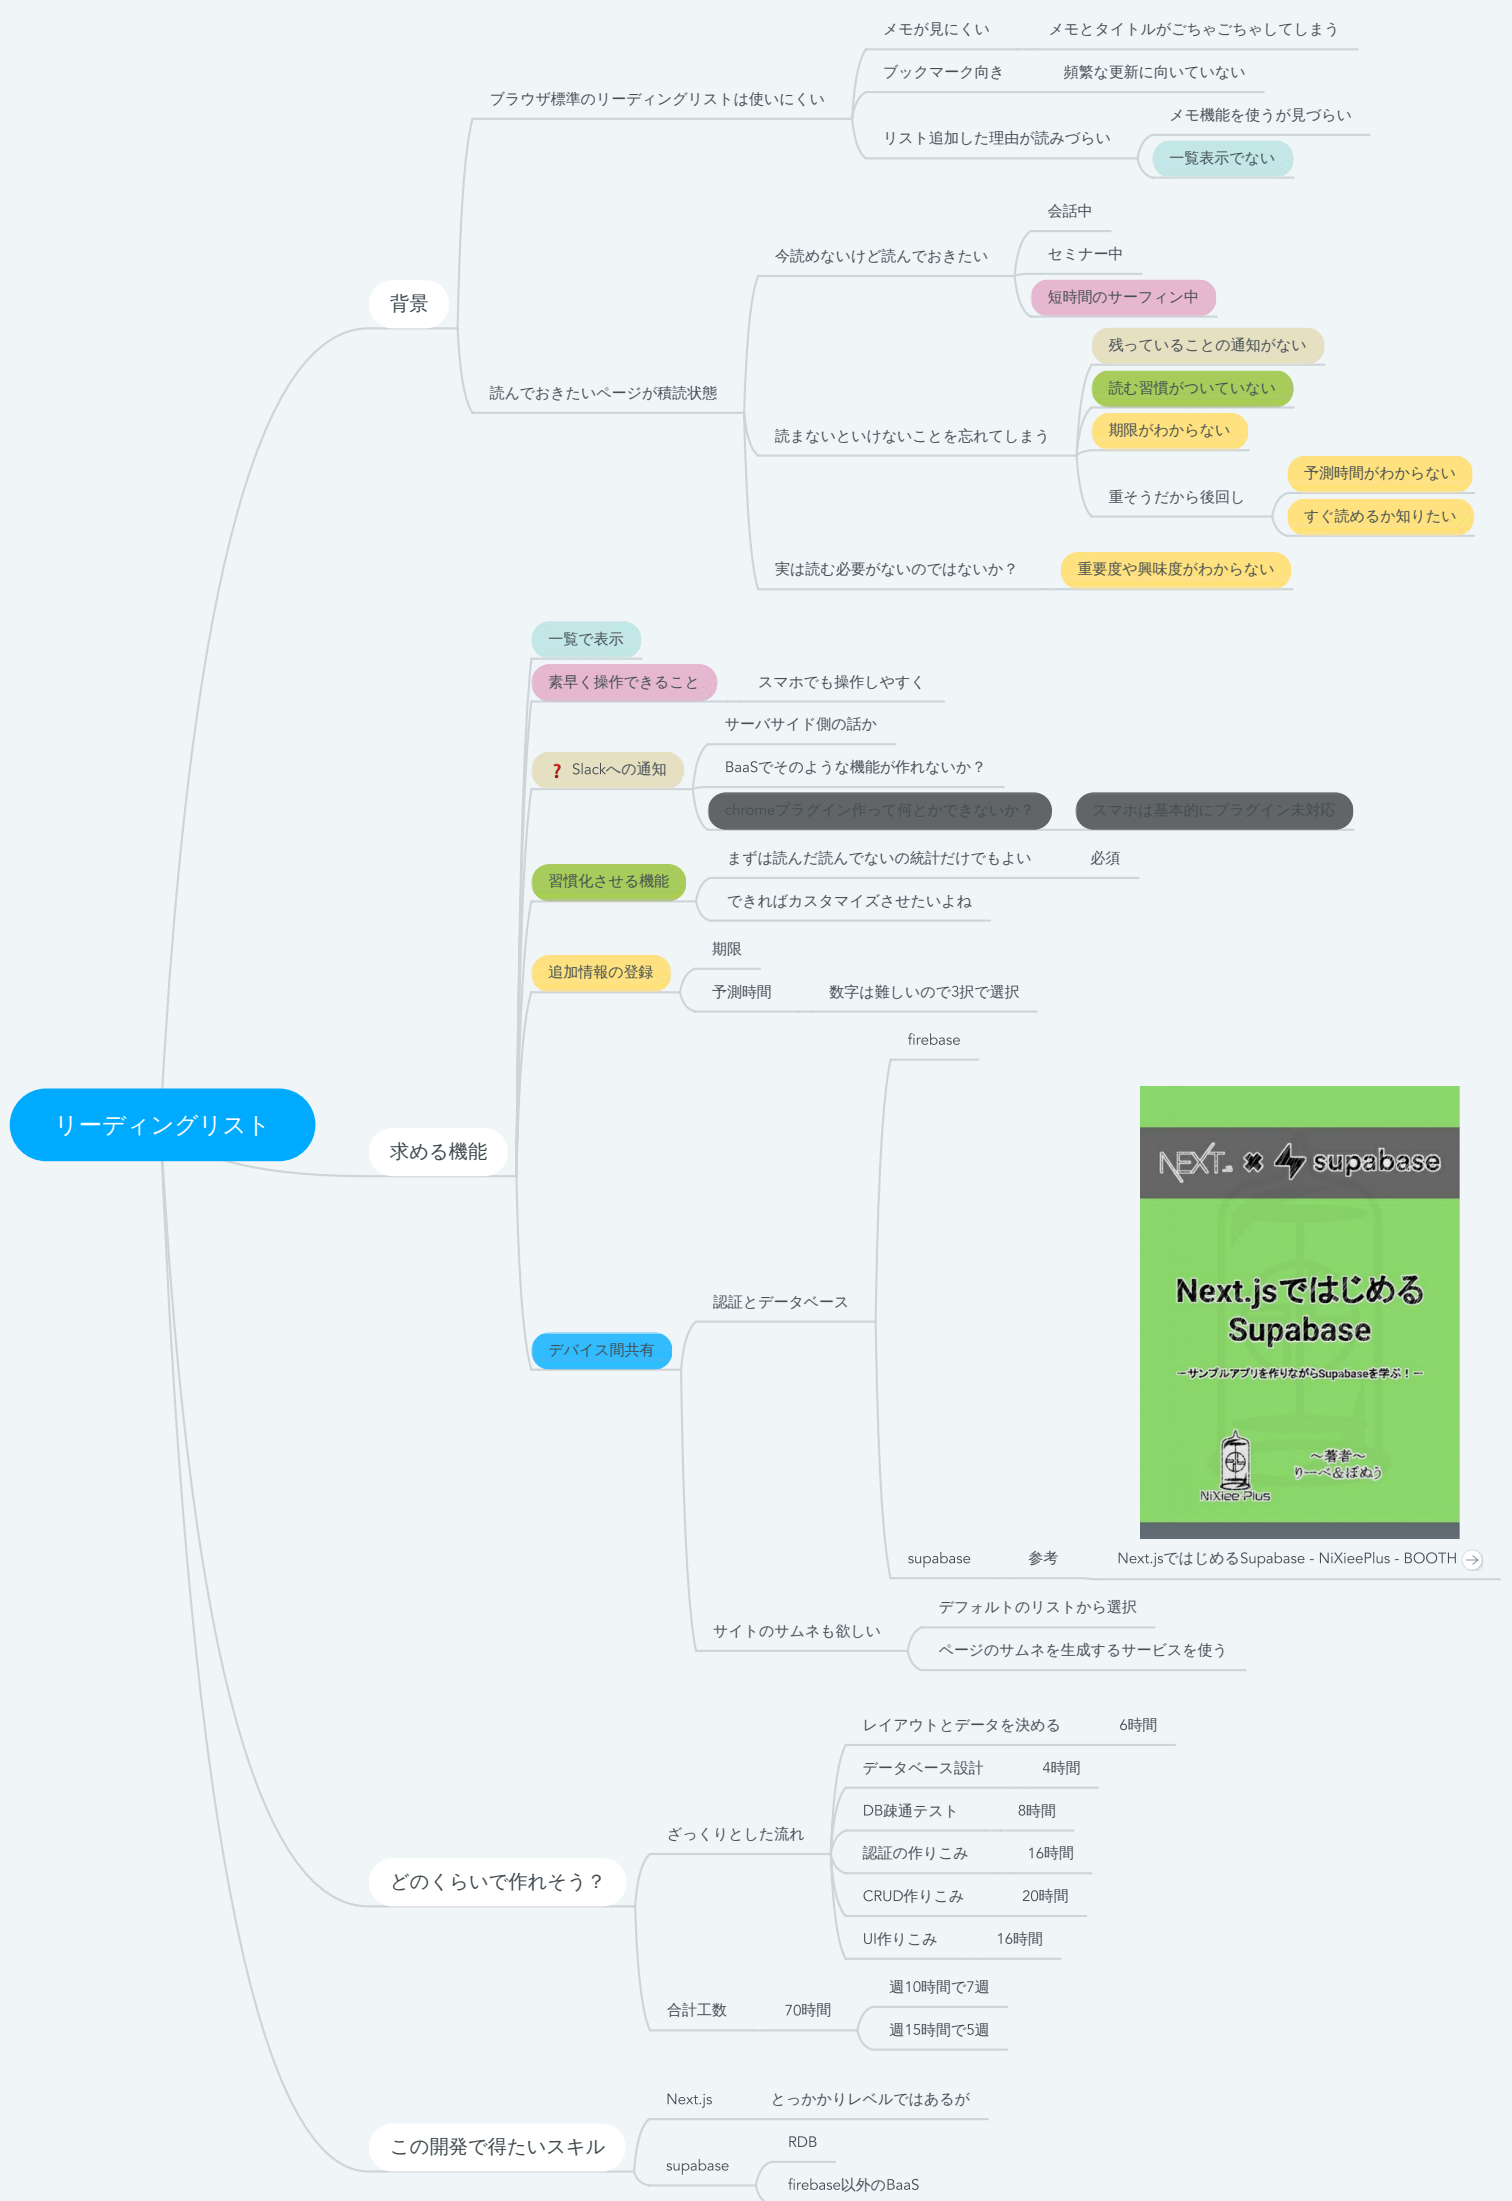 リーディングリスト
背景
ブラウザ標準のリーディングリストは使いにくい
メモが見にくい
メモとタイトルがごちゃごちゃしてしまう
ブックマーク向き
頻繁な更新に向いていない
リスト追加した理由が読みづらい
メモ機能を使うが見づらい
一覧表示でない
読んでおきたいページが積読状態
今読めないけど読んでおきたい
会話中
セミナー中
短時間のサーフィン中
読まないといけないことを忘れてしまう
残っていることの通知がない
読む習慣がついていない
期限がわからない
重そうだから後回し
予測時間がわからない
すぐ読めるか知りたい
実は読む必要がないのではないか？
重要度や興味度がわからない
求める機能
一覧で表示
素早く操作できること
スマホでも操作しやすく
❓ Slackへの通知
サーバサイド側の話か
BaaSでそのような機能が作れないか？
chromeプラグイン作って何とかできないか？
スマホは基本的にプラグイン未対応
習慣化させる機能
まずは読んだ読んでないの統計だけでもよい
必須
できればカスタマイズさせたいよね
追加情報の登録
期限
予測時間
数字は難しいので3択で選択
デバイス間共有
認証とデータベース
firebase
NEXT.JS × supabase
Next.jsではじめる
Supabase
ーサンプルアプリを作りながらSupabaseを学ぶ！ー
～著者～
りーべ&ぼぬう
NiXiee Plus
supabase
参考
Next.jsではじめるSupabase - NiXieePlus - BOOTH
サイトのサムネも欲しい
デフォルトのリストから選択
ページのサムネを生成するサービスを使う
どのくらいで作れそう？
ざっくりとした流れ
レイアウトとデータを決める
6時間
データベース設計
4時間
DB疎通テスト
8時間
認証の作りこみ
16時間
CRUD作りこみ
20時間
UI作りこみ
16時間
合計工数
70時間
週10時間で7週
週15時間で5週
この開発で得たいスキル
Next.js
とっかかりレベルではあるが
supabase
RDB
firebase以外のBaaS